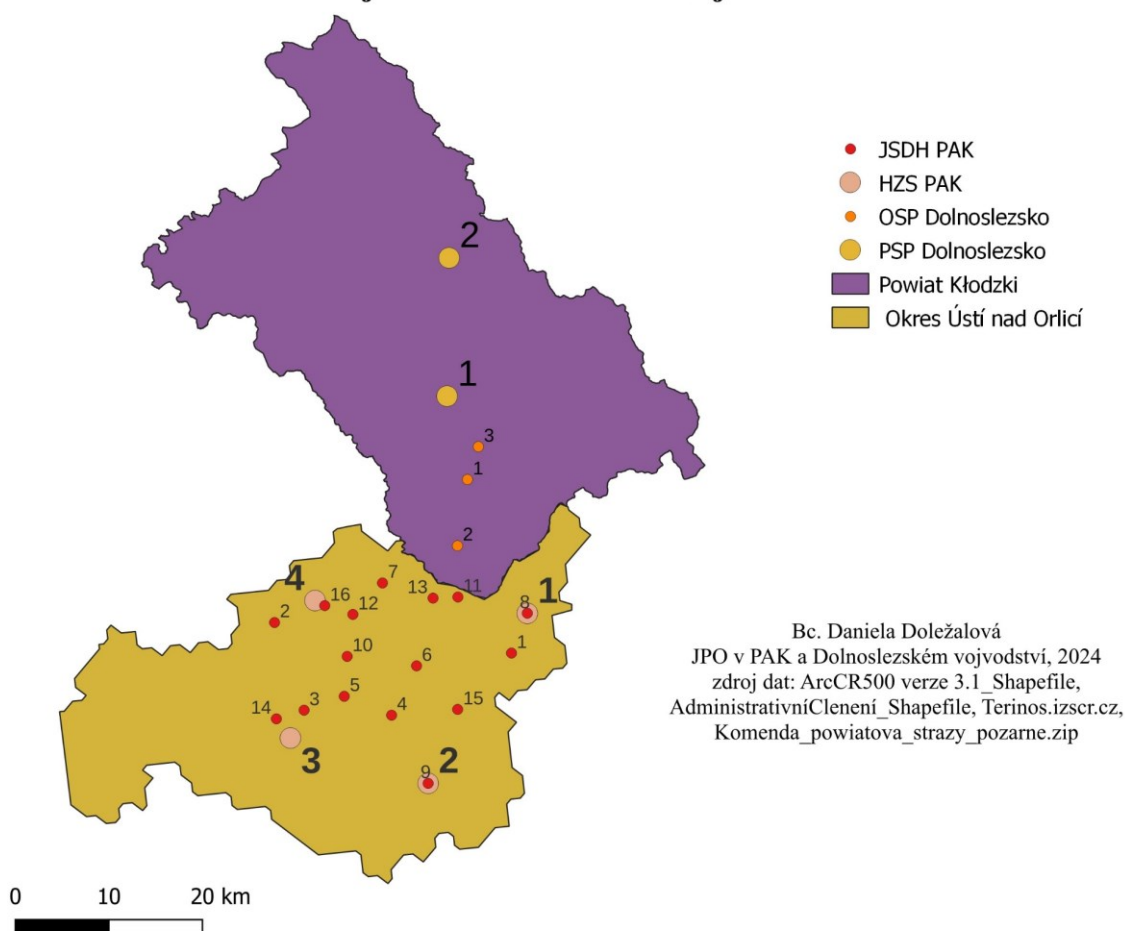 2
1
3
1
2
7
11
13
4
16
12
1
8
2
10
6
1
5
3
14
4
15
3
9
2
0 10 20 km
JSDH PAK
HZS PAK
OSP Dolnoslezsko
PSP Dolnoslezsko
Powiat Kłodzki
Okres Ústí nad Orlicí
Bc. Daniela Doležalová
JPO v PAK a Dolnoslezském vojvodství, 2024
zdroj dat: ArcCR500 verze 3.1_Shapefile,
AdministrativníClenení_Shapefile, Terinos.izscr.cz,
Komenda_powiatova_strazy_pozarne.zip